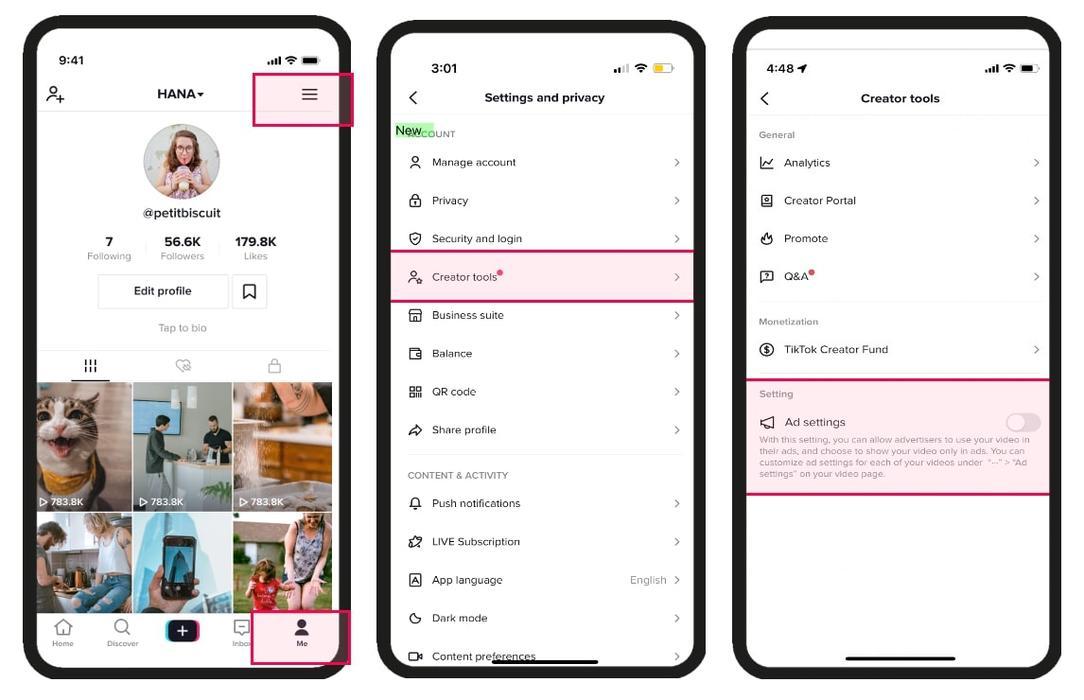 9:41
HANA
@petitbiscuit
7 56.6K 179.8K
Following Followers Likes
Edit profile
Tap to bio
783.8K 783.8K 783.8K
Home Discover Inbox Me
3:01
Settings and privacy
New
ACCOUNT
Manage account
Privacy
Security and login
Creator tools
Business suite
Balance
QR code
Share profile
CONTENT & ACTIVITY
Push notifications
LIVE Subscription
App language English
Dark mode
Content preferences
4:48
Creator tools
General
Analytics
Creator Portal
Promote
Q&A
Monetization
TikTok Creator Fund
Setting
Ad settings
With this setting, you can allow advertisers to use your video in
their ads, and choose to show your video only in ads. You can
customize ad settings for each of your videos under "···" > "Ad
settings" on your video page.